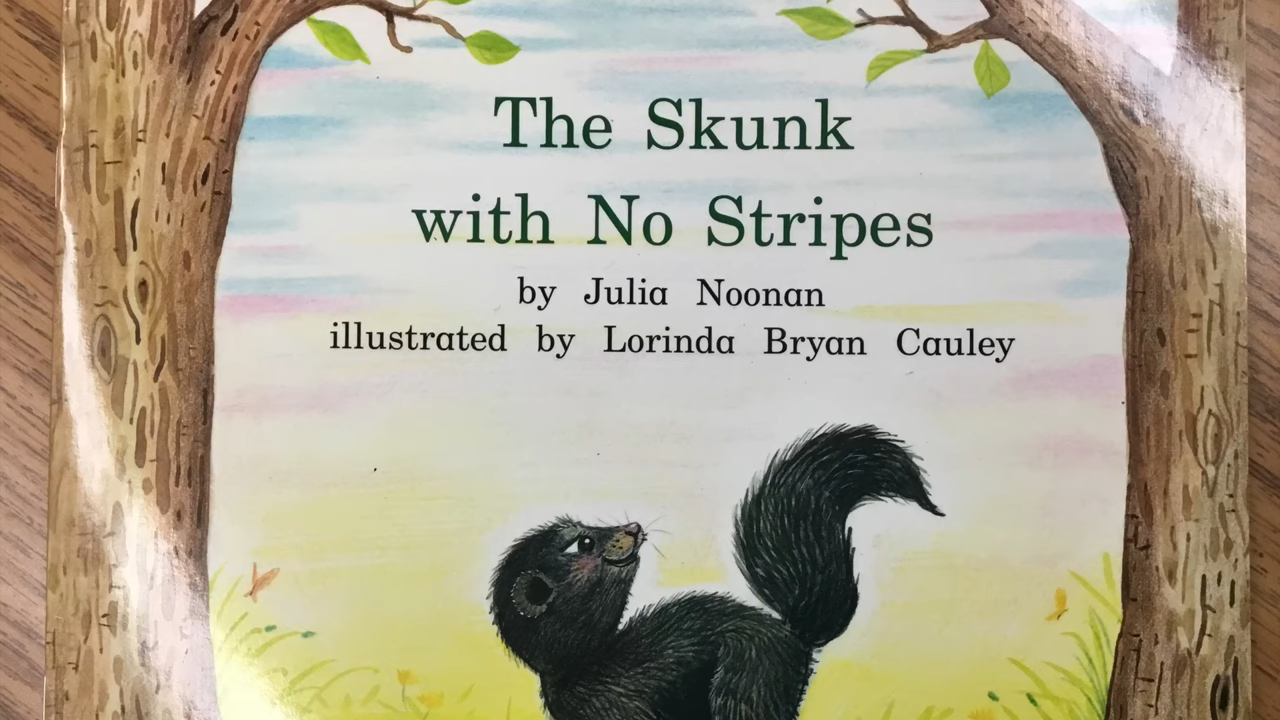 The Skunk
with No Stripes
by Julia Noonan
illustrated by Lorinda Bryan Cauley